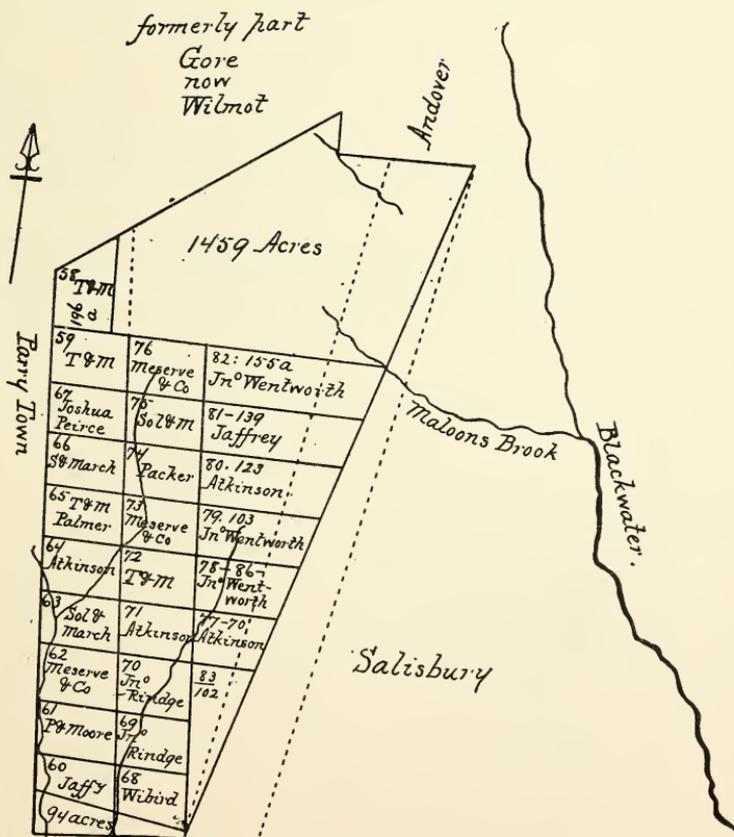 formerly part
Gore
now
Wilmot
Andover
1459 Acres
58
T&M
196
a
Parry Town
59
T&M
76
Meserve
& Co
82: 155a
Jnº Wentworth
67
Joshua
Peirce
75
Sol & M
81-139
Jaffrey
66
S&March
74
Packer
80. 123
Atkinson
65 T&M
Palmer
73
Meserve
& Co
79. 103
Jnº Wentworth
64
Atkinson
72
T&M
78-86-
Jnº Went-
worth
63
Sol &
March
71
Atkinson
77-70
Atkinson
62
Meserve
& Co
70
Jnº
Rindge
83
102
61
P&Moore
69
Jnº
Rindge
60
Jaffy
68
Wibird
94 acres
Maloons Brook
Blackwater.
Salisbury